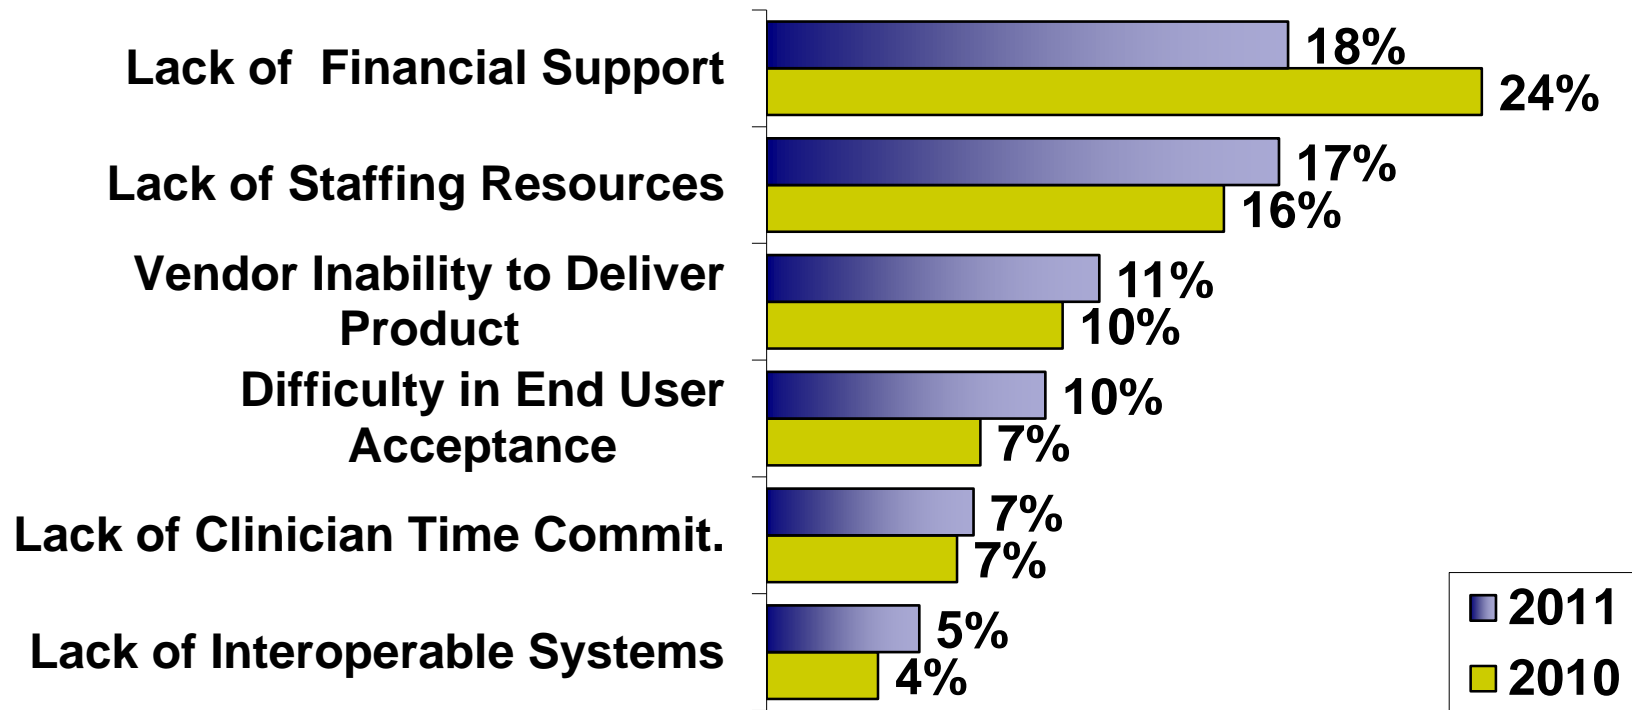 Lack of  Financial Support
18%
24%
Lack of Staffing Resources
17%
16%
Vendor Inability to Deliver
Product
11%
10%
Difficulty in End User
Acceptance
10%
7%
Lack of Clinician Time Commit.
7%
7%
Lack of Interoperable Systems
5%
4%
2011
2010